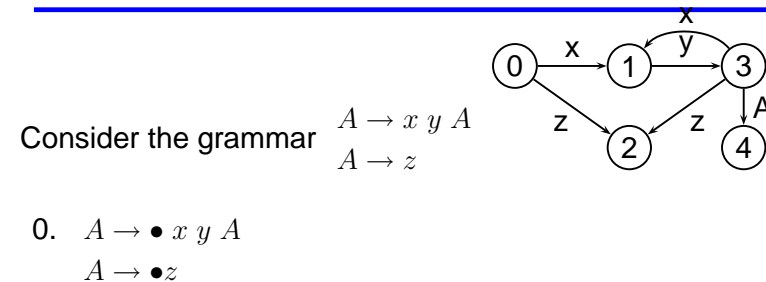 x
x y
0 1 3
Consider the grammar A → x y A
A → z
z z A
2 4
0. A → • x y A
A → •z